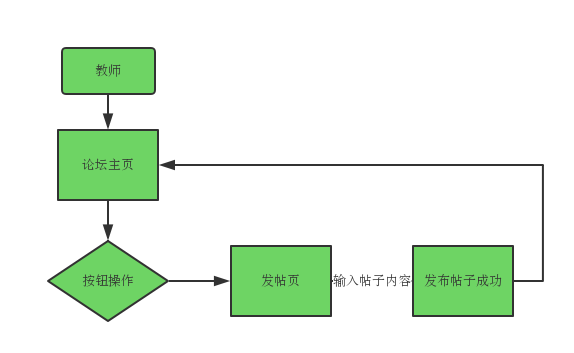 教师
论坛主页
按钮操作
发帖页
输入帖子内容
发布帖子成功